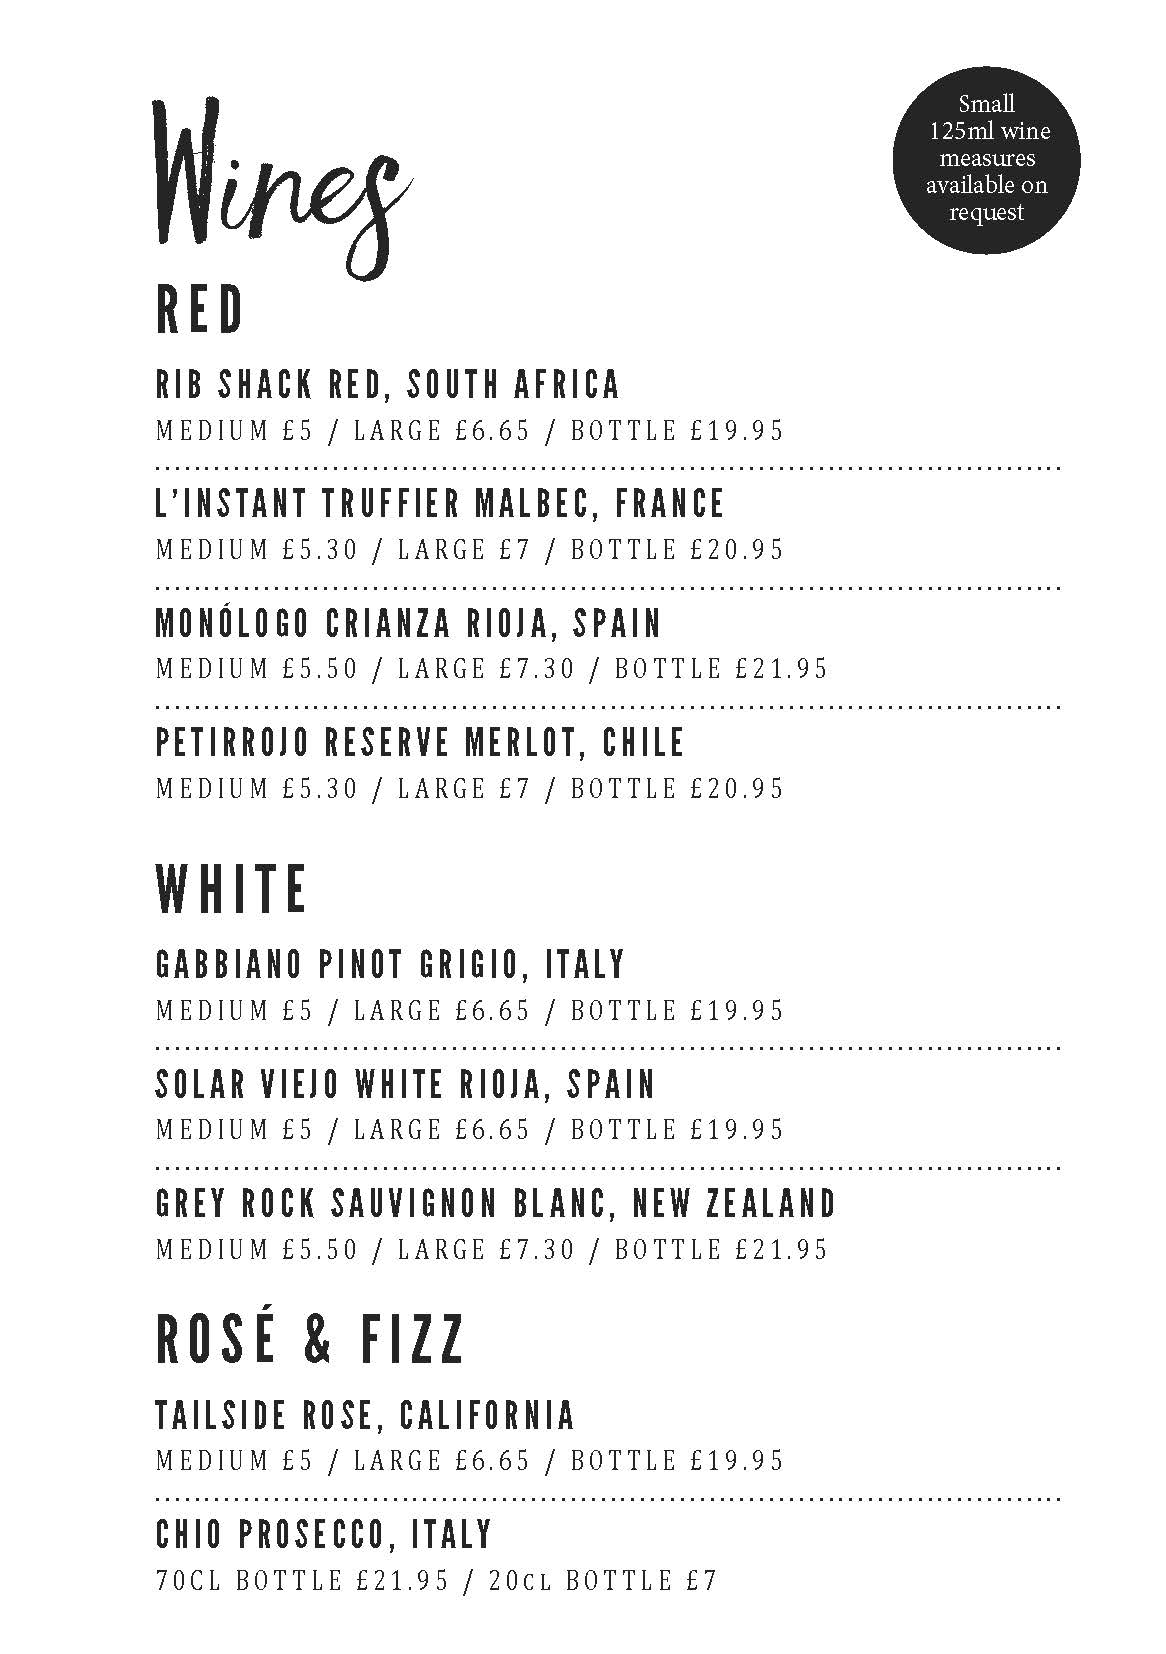 Wines
Small
125ml wine
measures
available on
request
RED
RIB SHACK RED, SOUTH AFRICA
MEDIUM £5 / LARGE £6.65 / BOTTLE £19.95
L'INSTANT TRUFFIER MALBEC, FRANCE
MEDIUM £5.30 / LARGE £7 / BOTTLE £20.95
MONÓLOGO CRIANZA RIOJA, SPAIN
MEDIUM £5.50 / LARGE £7.30 / BOTTLE £21.95
PETIRROJO RESERVE MERLOT, CHILE
MEDIUM £5.30 / LARGE £7 / BOTTLE £20.95
WHITE
GABBIANO PINOT GRIGIO, ITALY
MEDIUM £5 / LARGE £6.65 / BOTTLE £19.95
SOLAR VIEJO WHITE RIOJA, SPAIN
MEDIUM £5 / LARGE £6.65 / BOTTLE £19.95
GREY ROCK SAUVIGNON BLANC, NEW ZEALAND
MEDIUM £5.50 / LARGE £7.30 / BOTTLE £21.95
ROSÉ & FIZZ
TAILSIDE ROSE, CALIFORNIA
MEDIUM £5 / LARGE £6.65 / BOTTLE £19.95
CHIO PROSECCO, ITALY
70CL BOTTLE £21.95 / 20CL BOTTLE £7